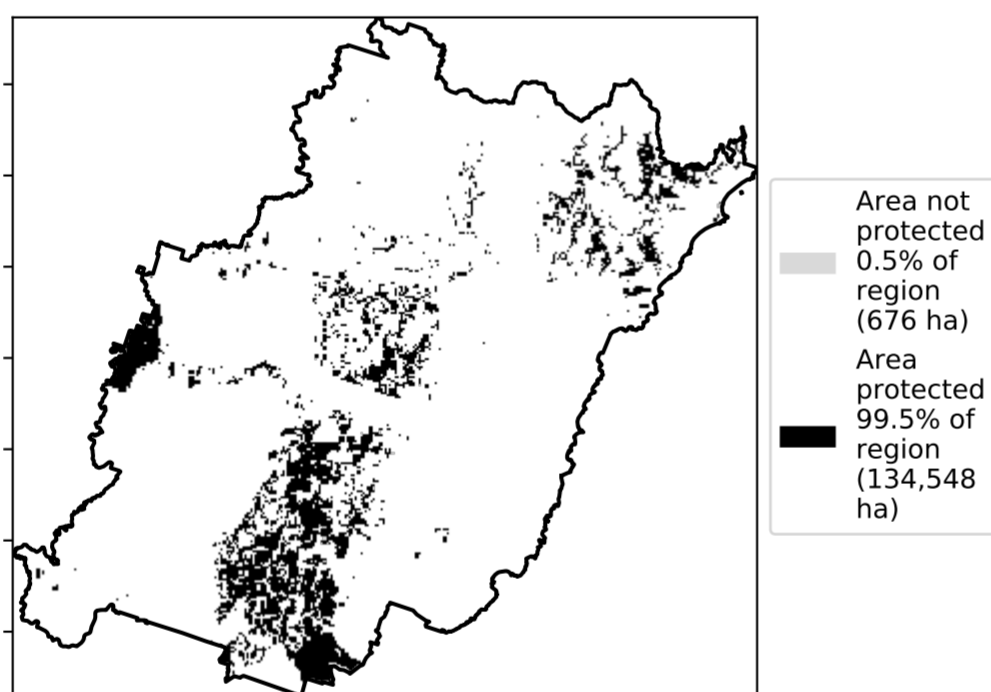 Area not
protected
0.5% of
region
(676 ha)
Area
protected
99.5% of
region
(134,548
ha)